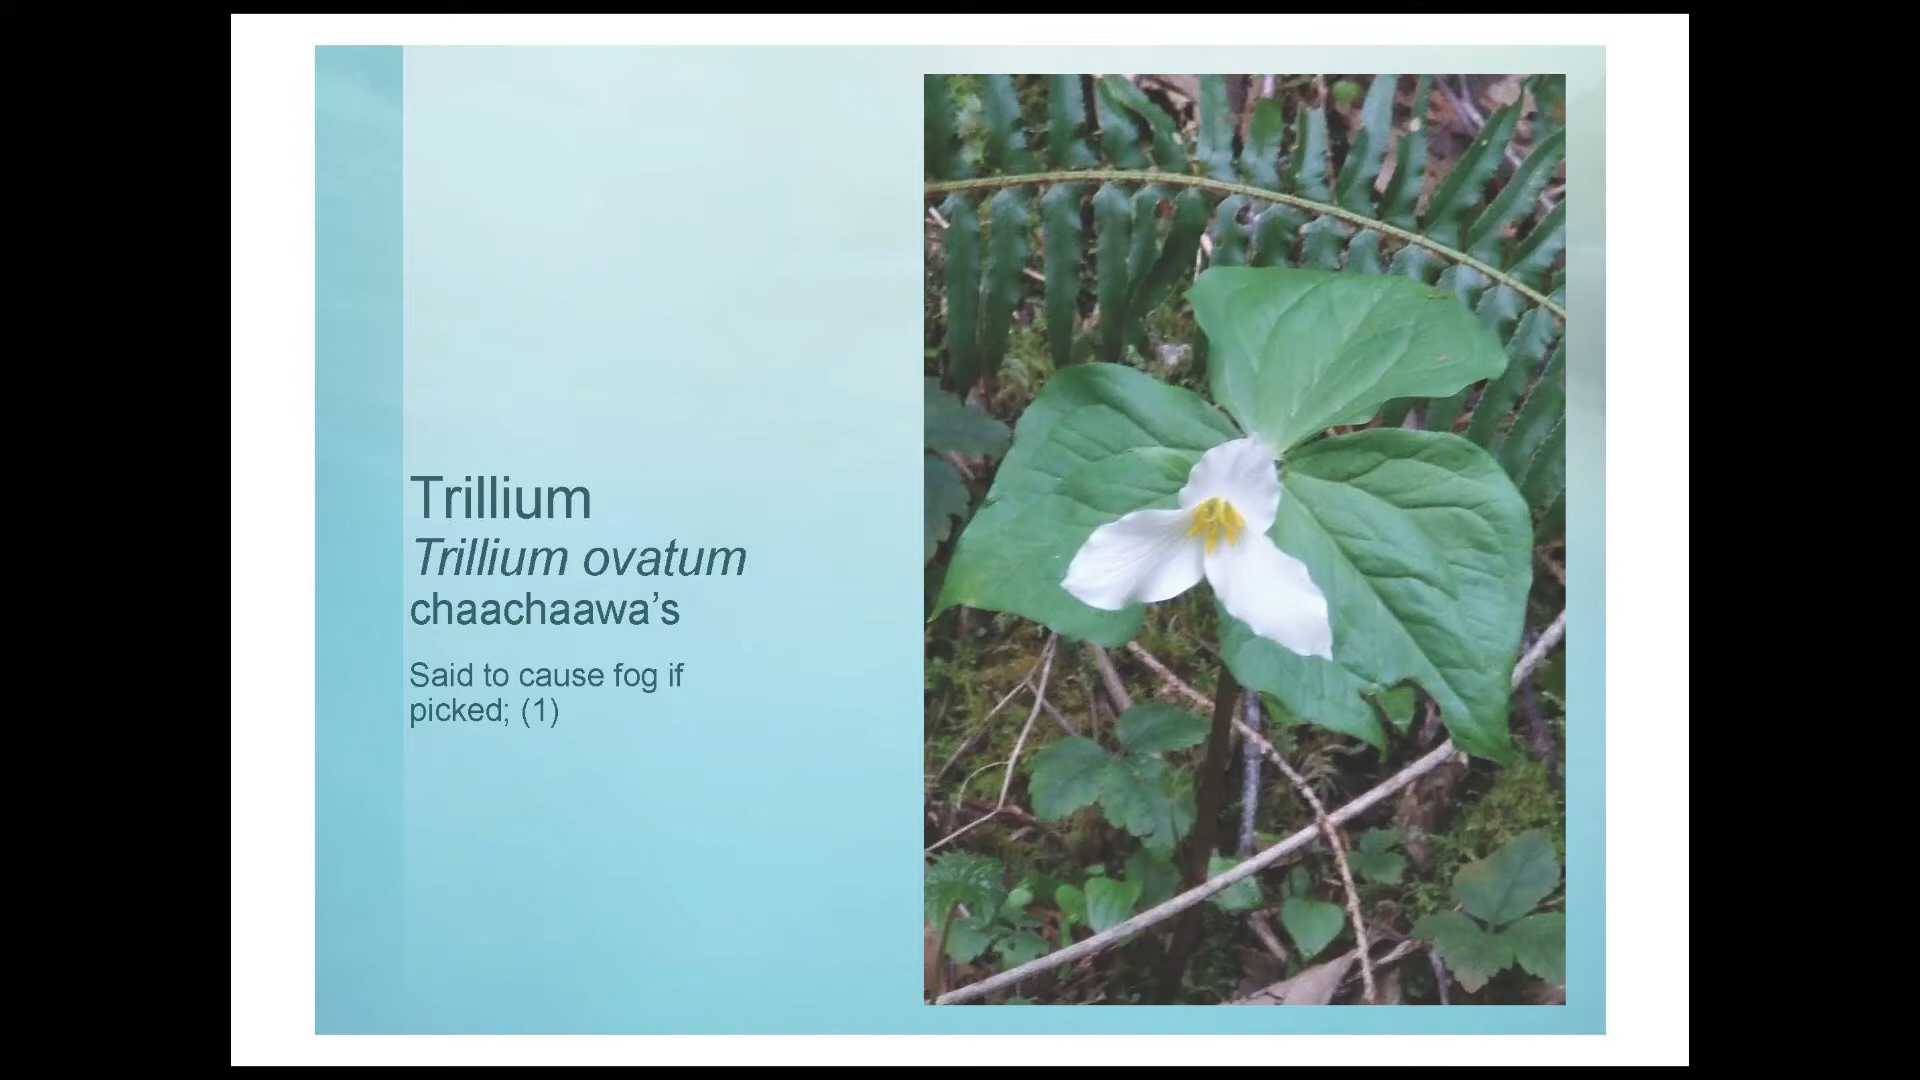 Trillium
Trillium ovatum
chaachaawa’s
Said to cause fog if
picked; (1)